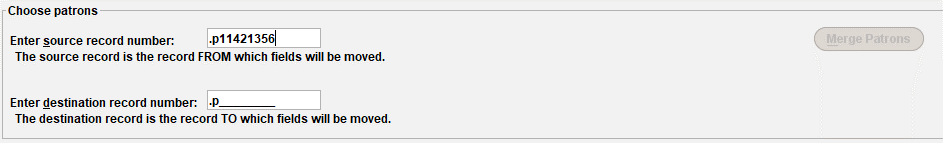 Choose patrons
Enter source record number: .p11421356
Merge Patrons
The source record is the record FROM which fields will be moved.
Enter destination record number: .p________
The destination record is the record TO which fields will be moved.